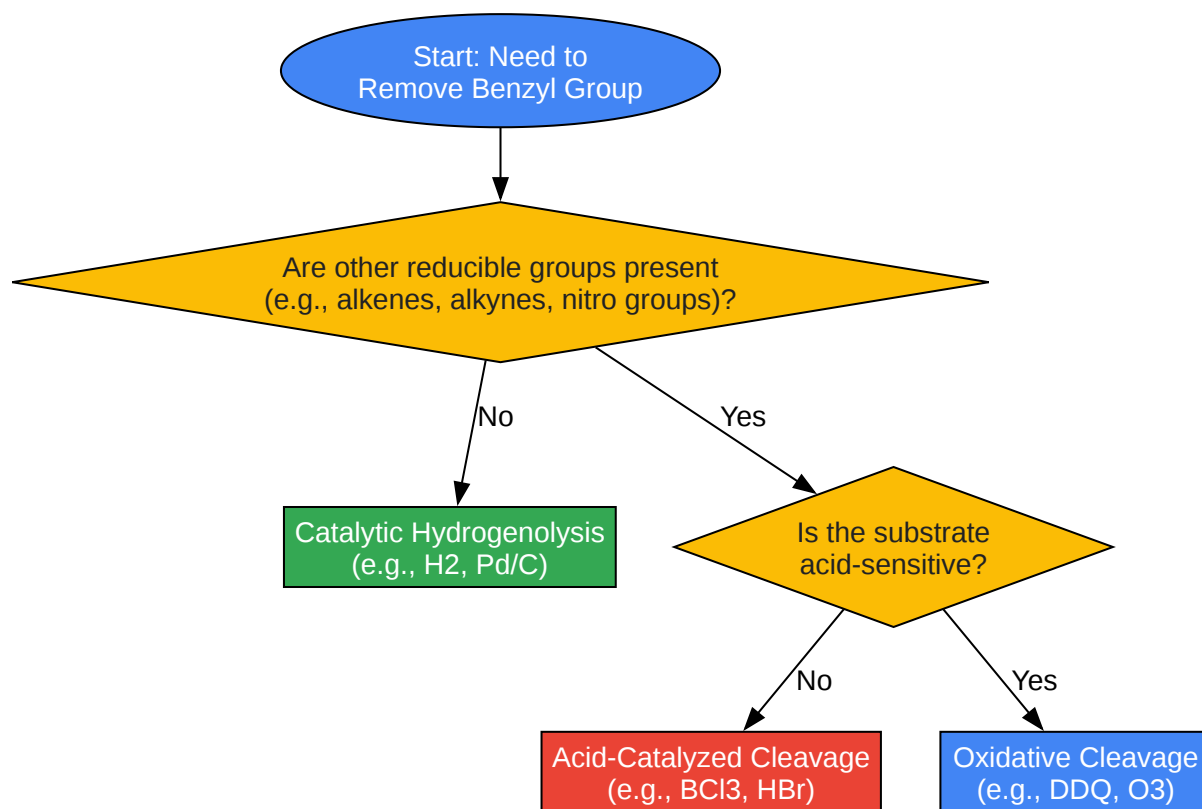 Start: Need to
Remove Benzyl Group
Are other reducible groups present
(e.g., alkenes, alkynes, nitro groups)?
No
Yes
Catalytic Hydrogenolysis
(e.g., H2, Pd/C)
Is the substrate
acid-sensitive?
No
Yes
Acid-Catalyzed Cleavage
(e.g., BCl3, HBr)
Oxidative Cleavage
(e.g., DDQ, O3)